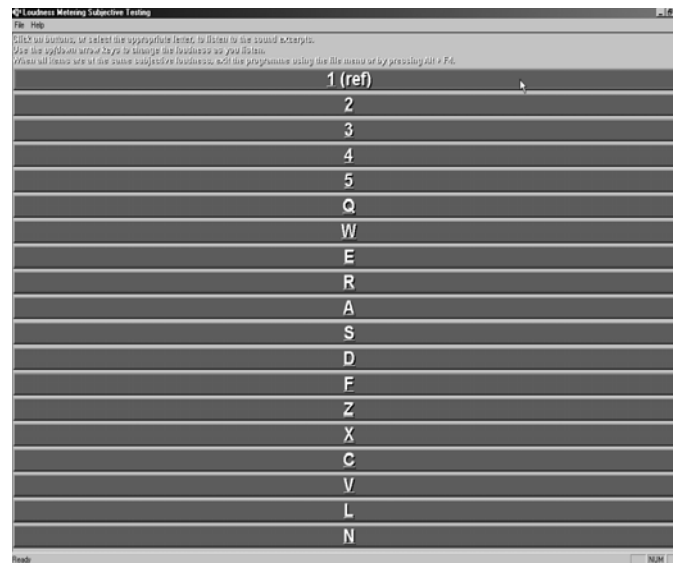 Loudness Metering Subjective Testing
File Help
Click on buttons, or select the appropriate letter, to listen to the sound excerpts.
Use the up/down arrow keys to change the loudness as you listen.
When all items are at the same subjective loudness, exit the programme using the file menu or by pressing Alt + F4.
1 (ref)
2
3
4
5
Q
W
E
R
A
S
D
F
Z
X
C
V
L
N
Ready NUM